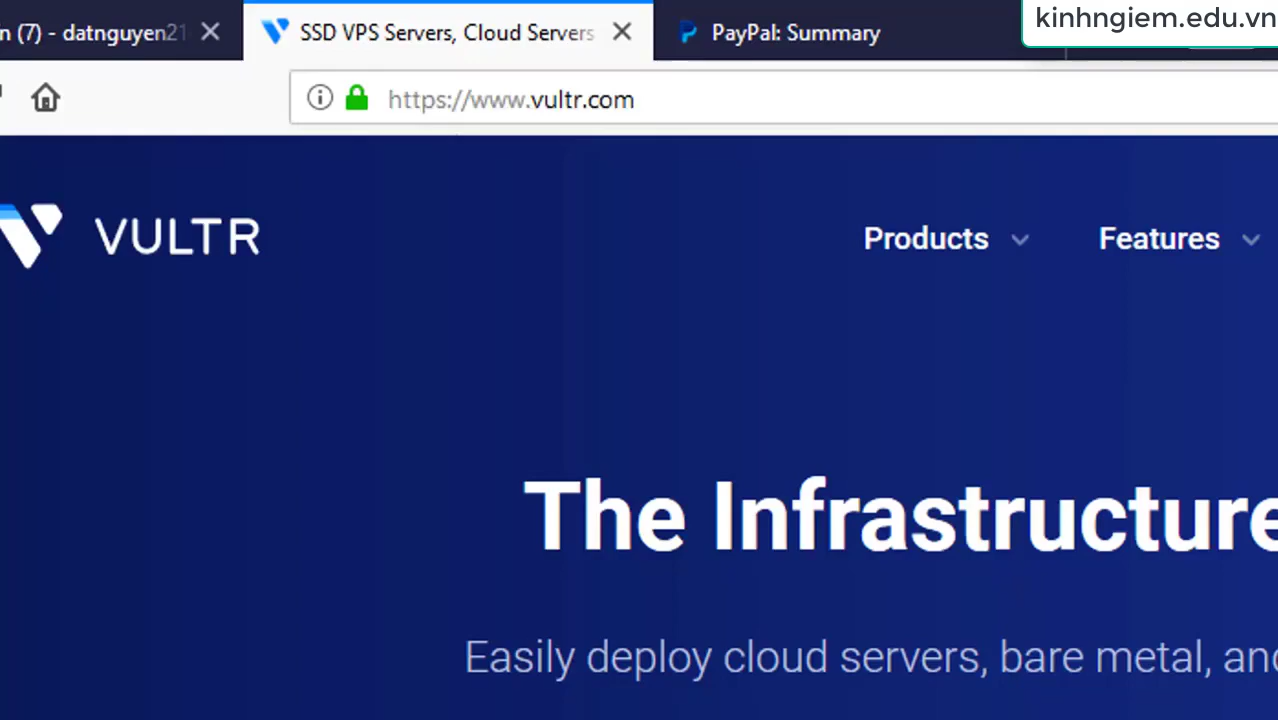 n (7) - datnguyen21
SSD VPS Servers, Cloud Servers
PayPal: Summary
kinhngiem.edu.vn
https://www.vultr.com
VULTR
Products
Features
The Infrastructure
Easily deploy cloud servers, bare metal, and